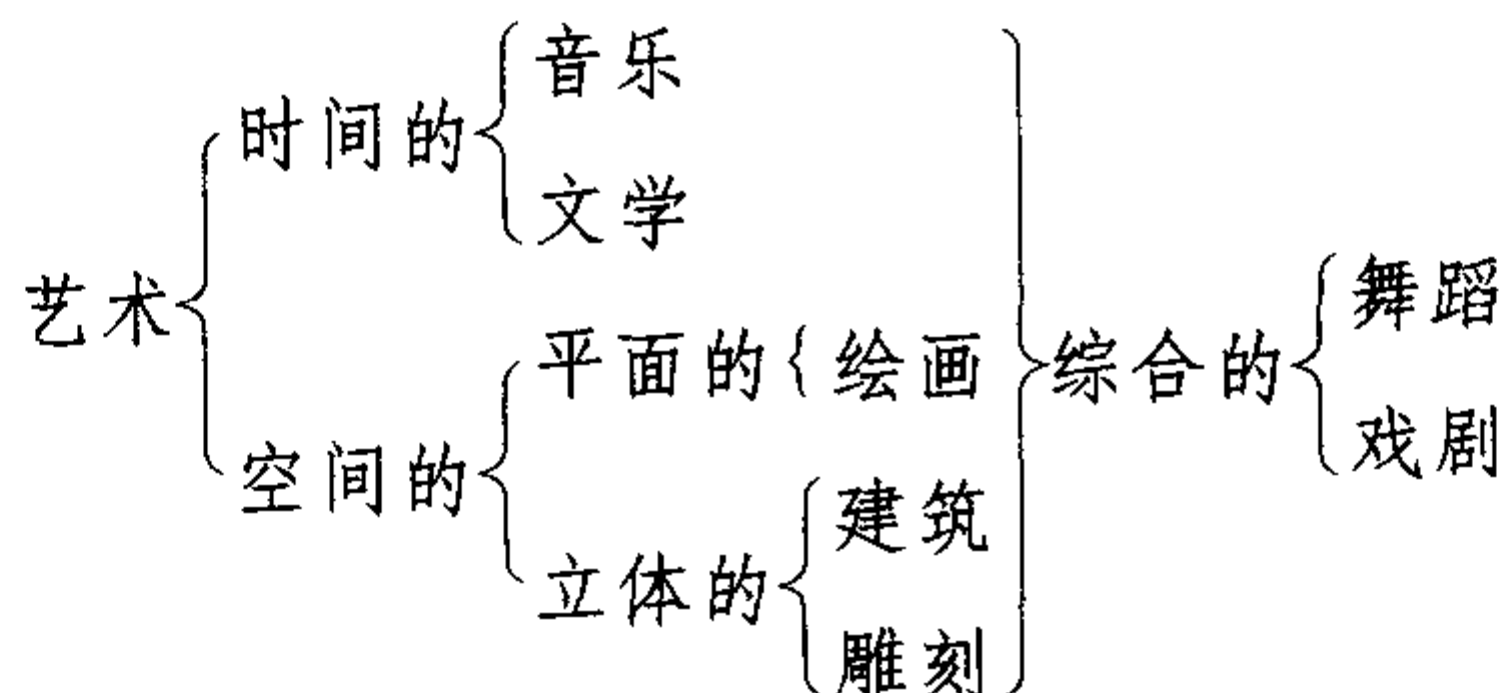 音乐
时间的
文学
艺术
舞蹈
平面的 绘画
综合的
空间的
戏剧
建筑
立体的
雕刻